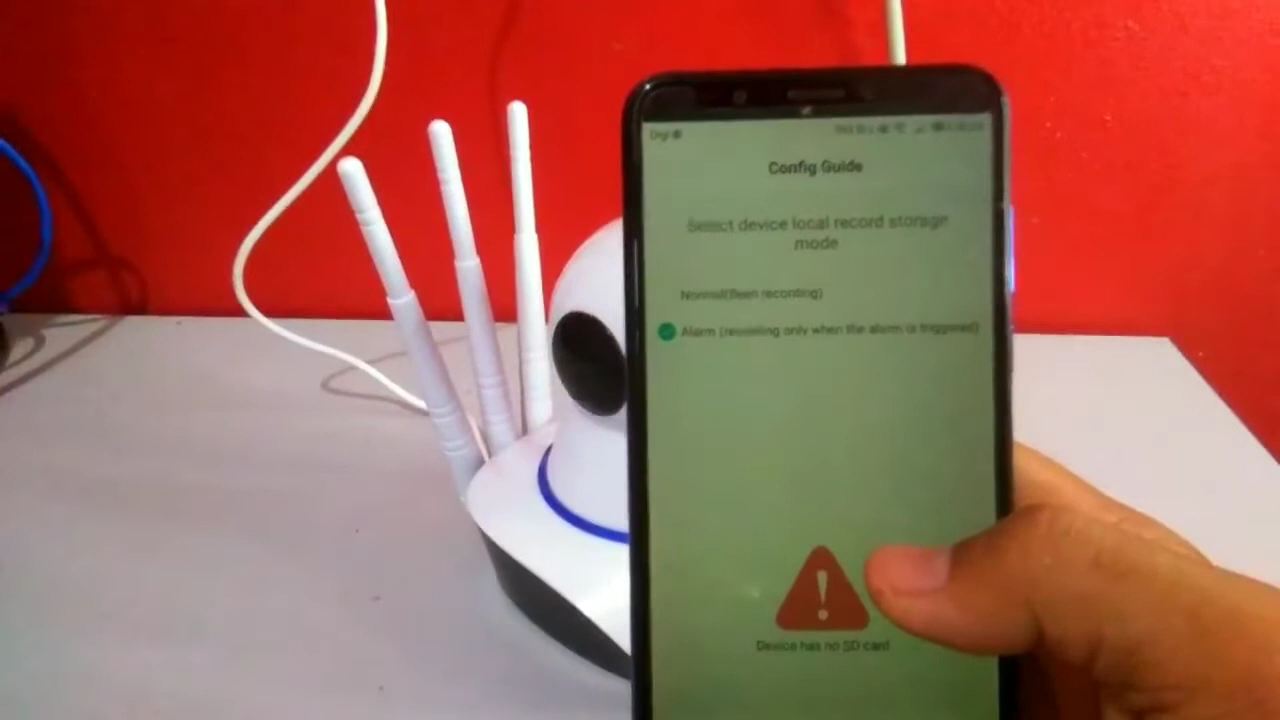 Digi
Config Guide
Select device local record storage
mode
Normal(Been recording)
Alarm (recording only when the alarm is triggered)
Device has no SD card